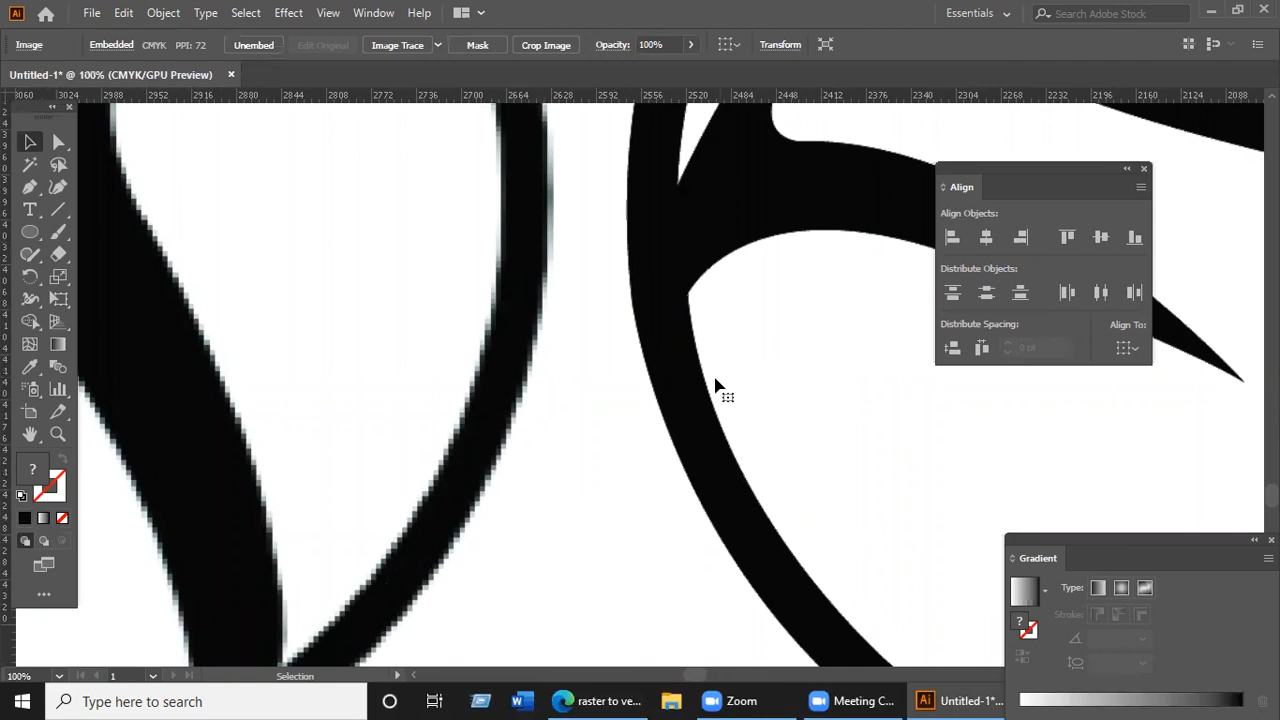 Ai File Edit Object Type Select Effect View Window Help Essentials Search Adobe Stock
Image Embedded CMYK PPI: 72 Unembed Edit Original Image Trace Mask Crop Image Opacity: 100% Transform
Untitled-1* @ 100% (CMYK/GPU Preview) ×
3060 3024 2988 2952 2916 2880 2844 2808 2772 2736 2700 2664 2628 2592 2556 2520 2484 2448 2412 2376 2340 2304 2268 2232 2196 2160 2124 2088
Align
Align Objects:
Distribute Objects:
Distribute Spacing: Align To:
0 pt
Gradient
Type:
Stroke:
?
?
100% 1 Selection
Type here to search raster to ve... Zoom Meeting C... Untitled-1*...